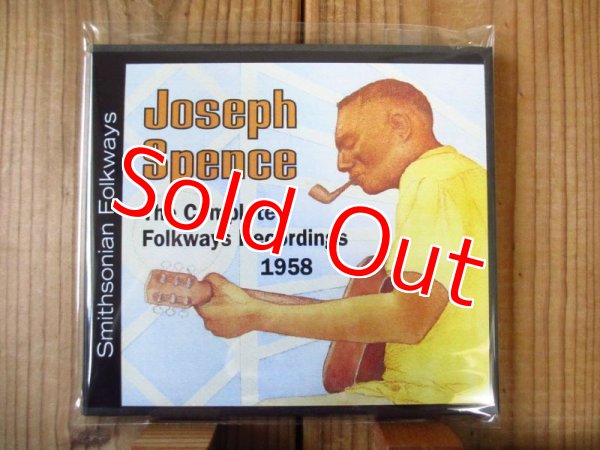 Smithsonian Folkways
Joseph
Spence
The Complete
Folkways Recordings
1958
Sold Out